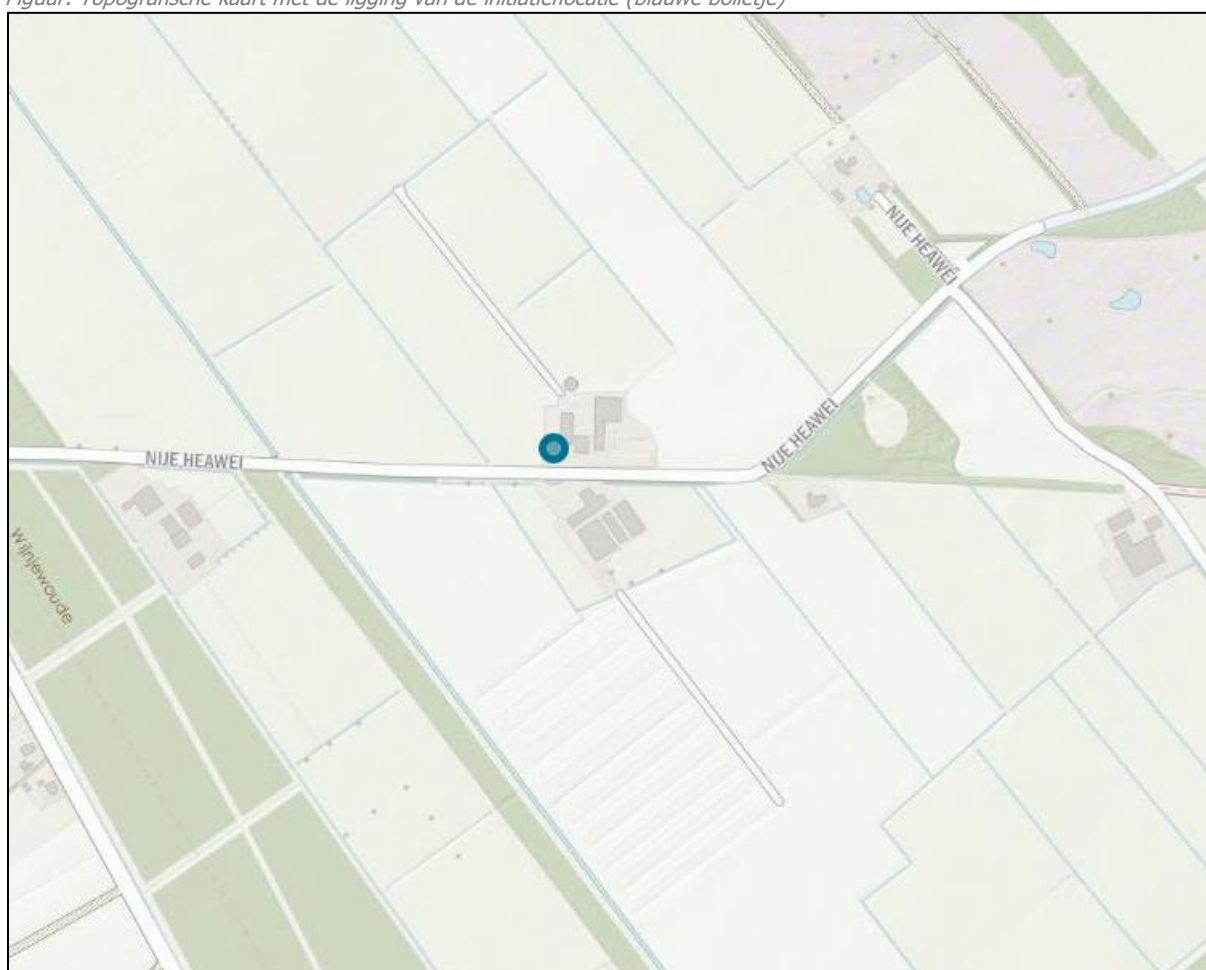 Figuur: Topografische kaart met de ligging van de initiatieflocatie (blauwe bolletje)
NIJE HEAWEI
NIJE HEAWEI
NIJE HEAWEI
Wijnjewoude